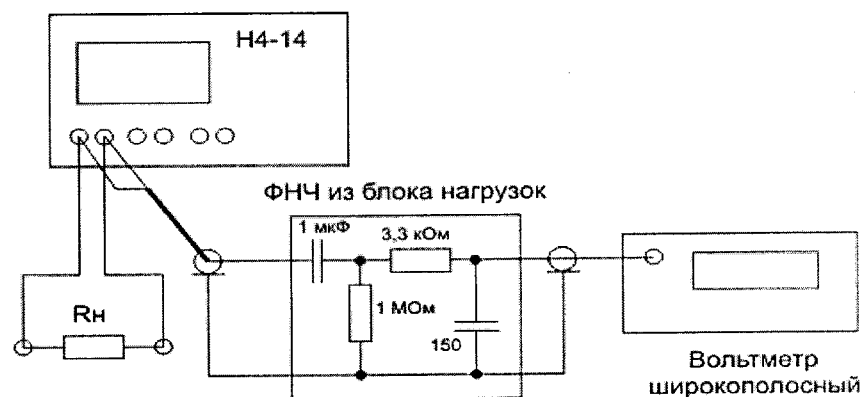 Н4-14
ФНЧ из блока нагрузок
1 мкФ
3,3 кОм
1 МОм
150
Rн
Вольтметр
широкополосный